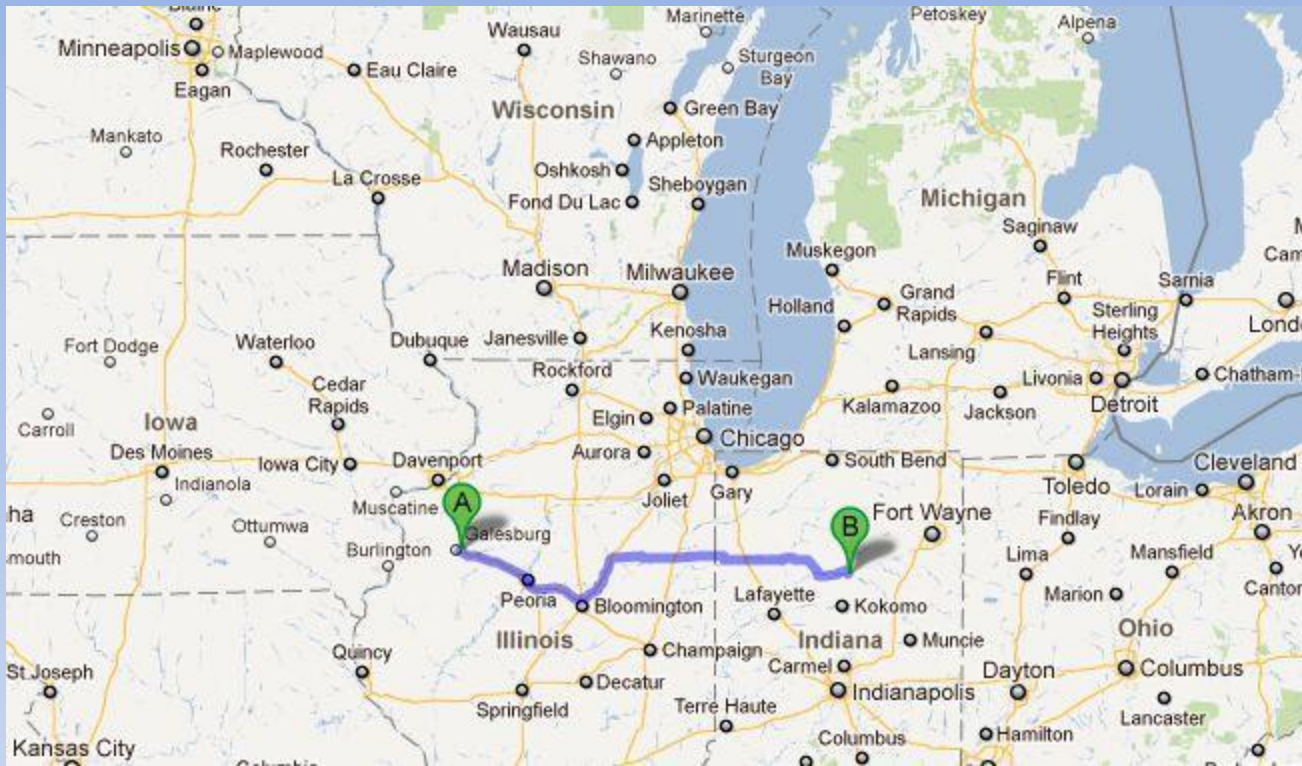 Blaine
Marinette
Petoskey
Alpena
Minneapolis
Maplewood
Wausau
Shawano
Sturgeon
Bay
Eau Claire
Eagan
Wisconsin
Green Bay
Mankato
Rochester
Appleton
La Crosse
Oshkosh
Sheboygan
Fond Du Lac
Michigan
Saginaw
Muskegon
Madison
Milwaukee
Flint
Sarnia
Holland
Grand
Rapids
Sterling
Heights
Fort Dodge
Waterloo
Dubuque
Janesville
Kenosha
Lansing
Rockford
Waukegan
Livonia
Cedar
Rapids
Kalamazoo
Jackson
Detroit
Carroll
Iowa
Elgin
Palatine
Chicago
Des Moines
Iowa City
Davenport
Aurora
South Bend
Cleveland
Indianola
Muscatine
Joliet
Gary
Toledo
Lorain
A
B
Fort Wayne
Findlay
Akron
Creston
Ottumwa
Galesburg
Burlington
Lima
Mansfield
Peoria
Bloomington
Lafayette
Kokomo
Marion
Illinois
Indiana
Muncie
Ohio
Quincy
Champaign
Carmel
Dayton
Columbus
St Joseph
Decatur
Indianapolis
Springfield
Terre Haute
Lancaster
Columbus
Hamilton
Kansas City